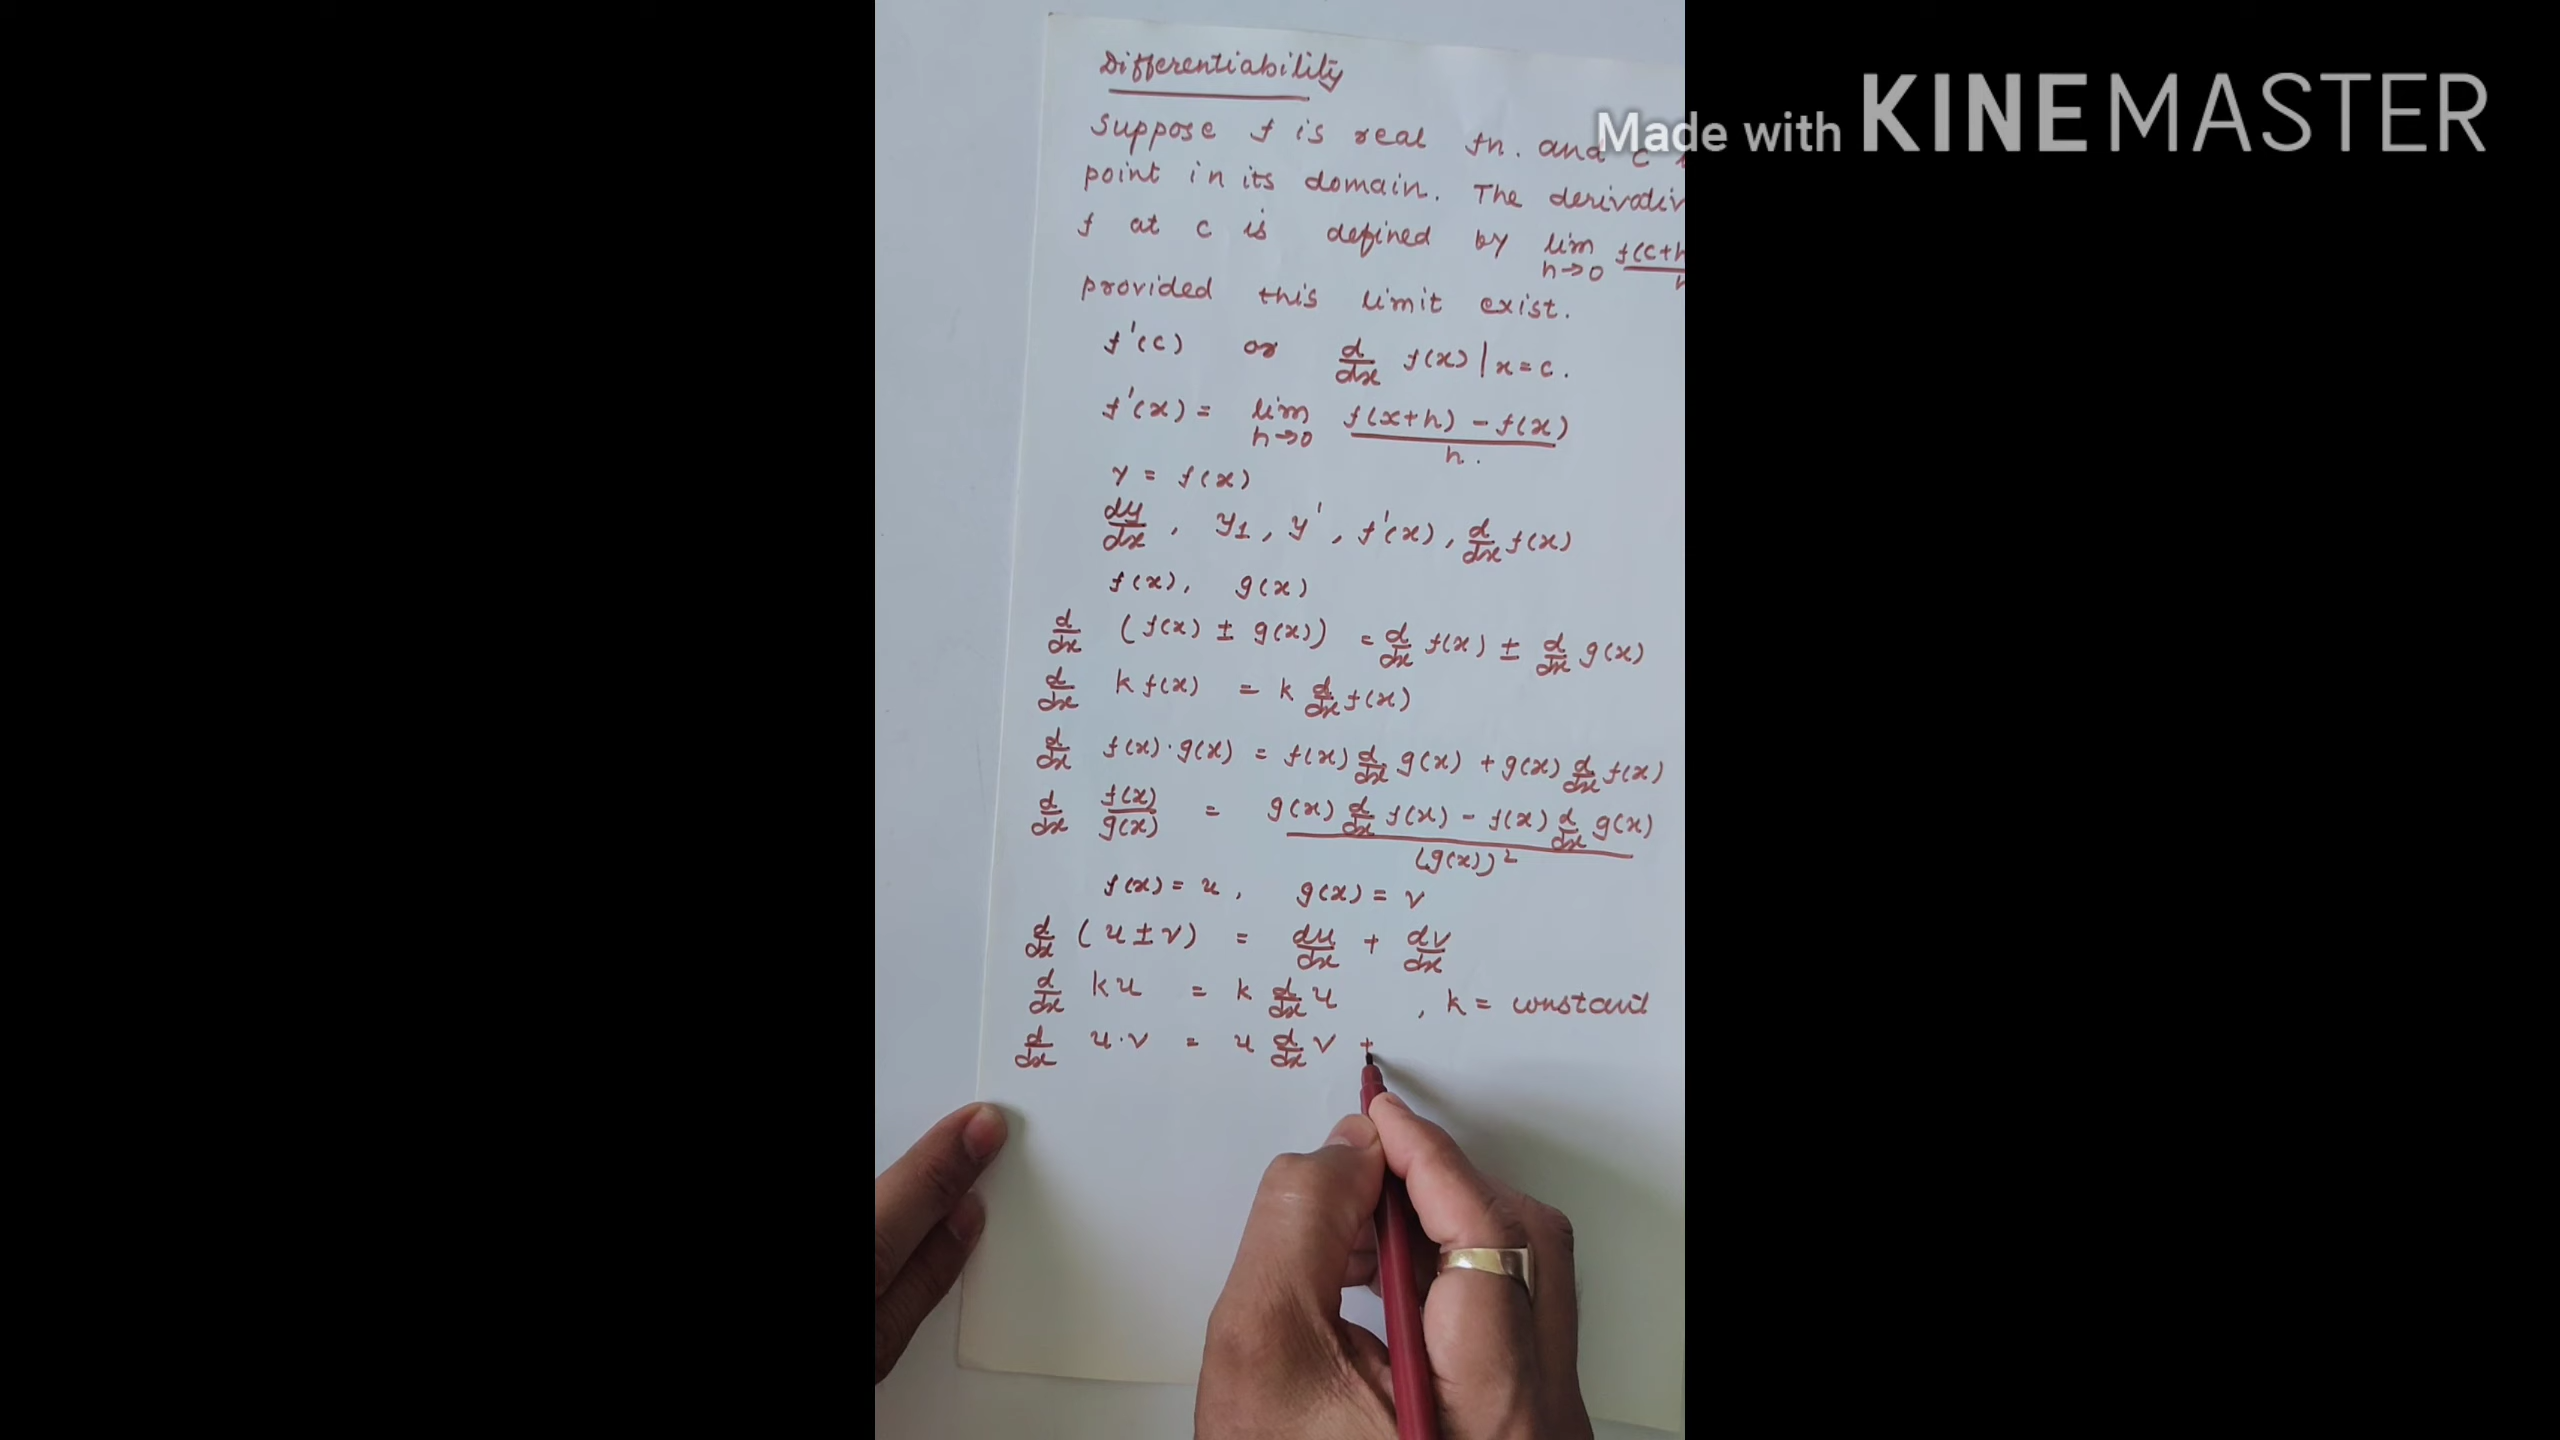 Differentiability
Made with KINEMASTER
Suppose f is real fn. and c
point in its domain. The
f at c is defined by lim h→0 f(c+h
provided this limit exist.
f'(c) or d/dx f(x) | x = c.
f'(x) = lim h→0 f(x+h) - f(x) / h.
y = f(x)
dy/dx , y1 , y' , f'(x) , d/dx f(x)
f(x), g(x)
d/dx (f(x) ± g(x)) = d/dx f(x) ± d/dx g(x)
d/dx k f(x) = k d/dx f(x)
d/dx f(x)·g(x) = f(x) d/dx g(x) + g(x) d/dx f(x)
d/dx f(x)/g(x) = g(x) d/dx f(x) - f(x) d/dx g(x) / (g(x))²
f(x) = u , g(x) = v
d/dx (u ± v) = du/dx + dv/dx
d/dx ku = k d/dx u , k = constant
d/dx u·v = u d/dx v +